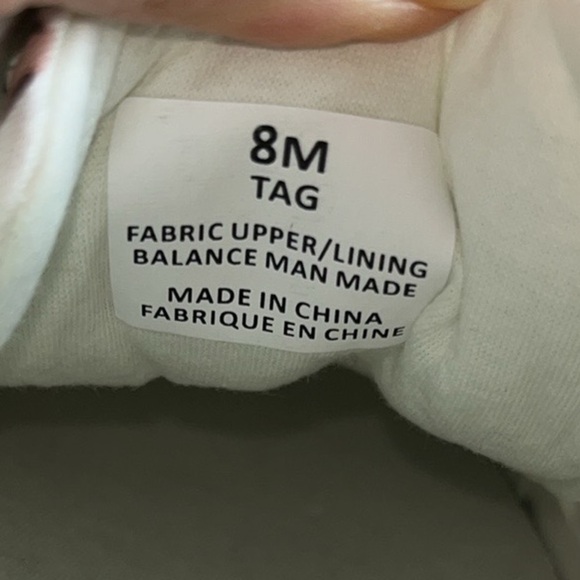 8M
TAG
FABRIC UPPER/LINING
BALANCE MAN MADE
MADE IN CHINA
FABRIQUE EN CHINE